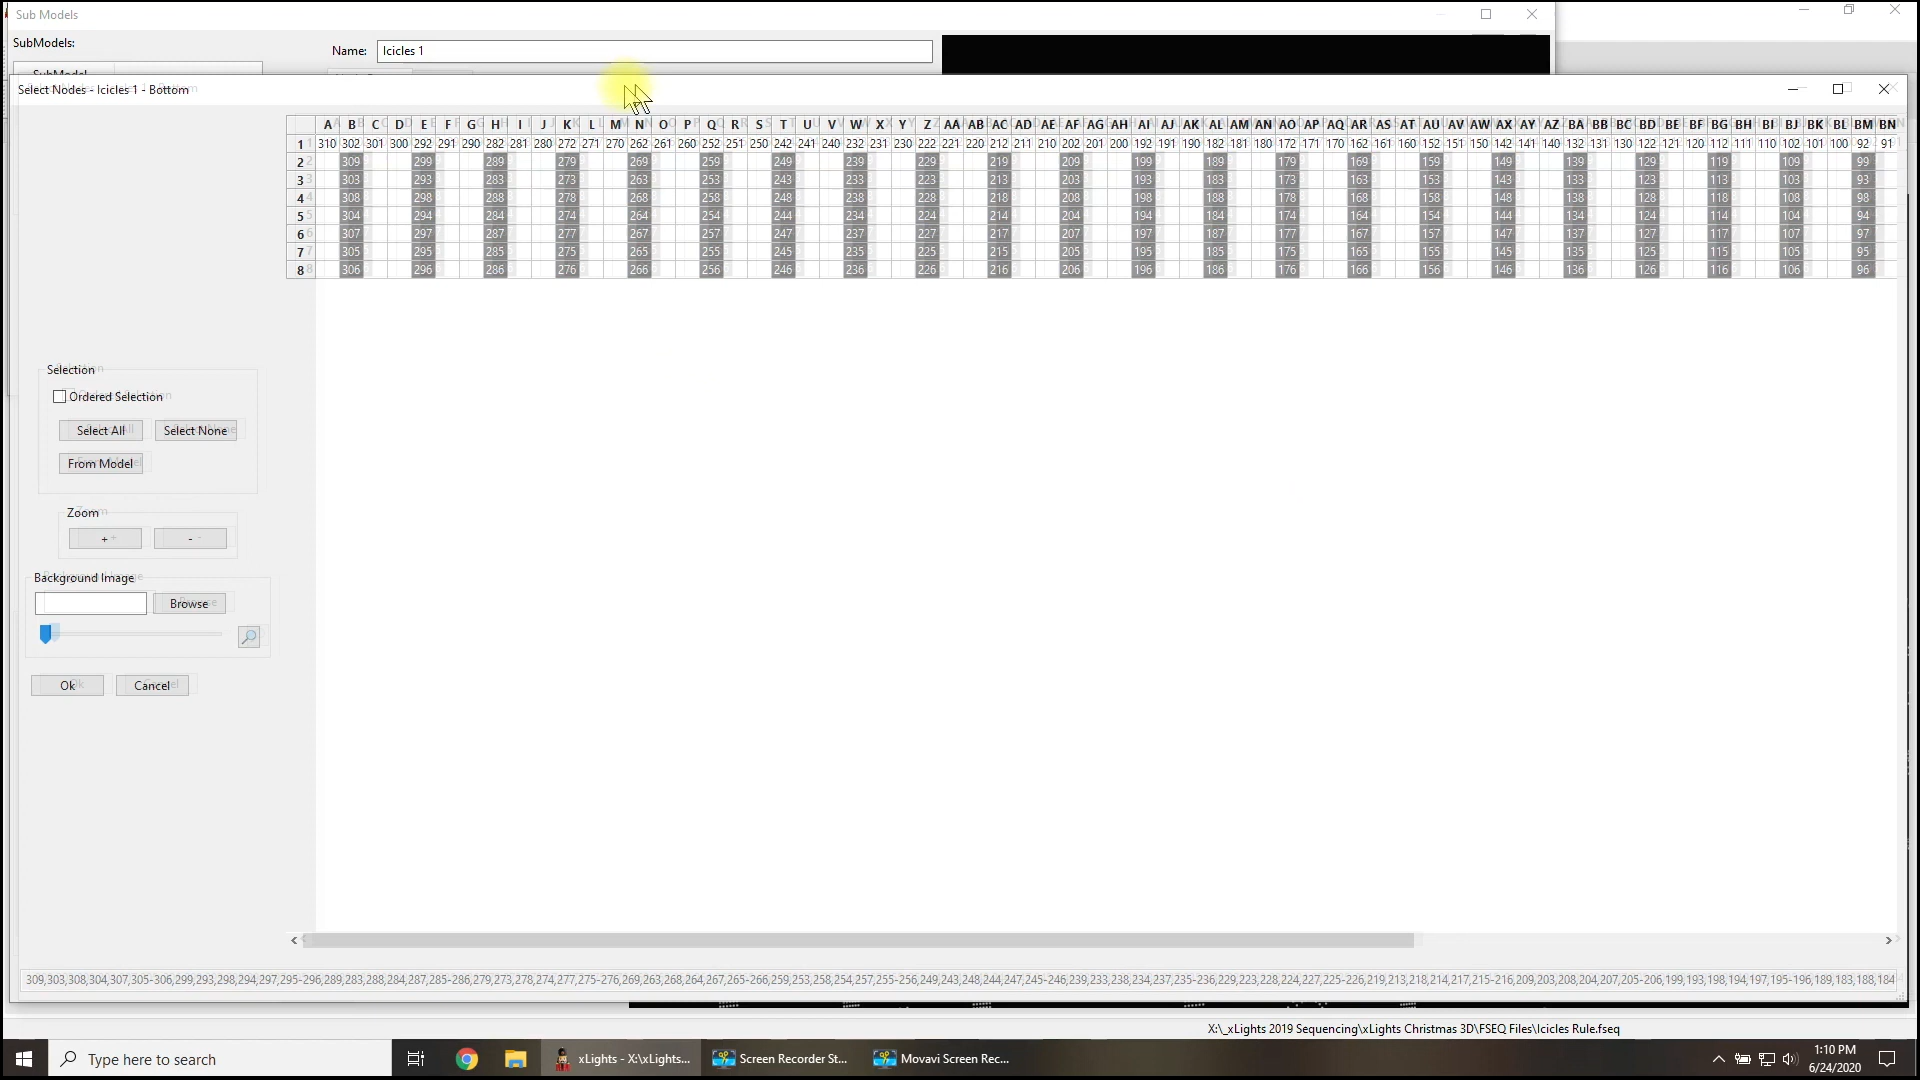 Sub Models
SubModels:
Name: Icicles 1
SubModel
Select Nodes - Icicles 1 - Bottom
A B C D E F G H I J K L M N O P Q R S T U V W X Y Z AA AB AC AD AE AF AG AH AI AJ AK AL AM AN AO AP AQ AR AS AT AU AV AW AX AY AZ BA BB BC BD BE BF BG BH BI BJ BK BL BM BN
1 310 302 301 300 292 291 290 282 281 280 272 271 270 262 261 260 252 251 250 242 241 240 232 231 230 222 221 220 212 211 210 202 201 200 192 191 190 182 181 180 172 171 170 162 161 160 152 151 150 142 141 140 132 131 130 122 121 120 112 111 110 102 101 100 92 91
2 309 299 289 279 269 259 249 239 229 219 209 199 189 179 169 159 149 139 129 119 109 99
3 303 293 283 273 263 253 243 233 223 213 203 193 183 173 163 153 143 133 123 113 103 93
4 308 298 288 278 268 258 248 238 228 218 208 198 188 178 168 158 148 138 128 118 108 98
5 304 294 284 274 264 254 244 234 224 214 204 194 184 174 164 154 144 134 124 114 104 94
6 307 297 287 277 267 257 247 237 227 217 207 197 187 177 167 157 147 137 127 117 107 97
7 305 295 285 275 265 255 245 235 225 215 205 195 185 175 165 155 145 135 125 115 105 95
8 306 296 286 276 266 256 246 236 226 216 206 196 186 176 166 156 146 136 126 116 106 96
Selection
Ordered Selection
Select All Select None
From Model
Zoom
+ -
Background Image
Browse
Ok Cancel
309,303,308,304,307,305-306,299,293,298,294,297,295-296,289,283,288,284,287,285-286,279,273,278,274,277,275-276,269,263,268,264,267,265-266,259,253,258,254,257,255-256,249,243,248,244,247,245-246,239,233,238,234,237,235-236,229,223,228,224,227,225-226,219,213,218,214,217,215-216,209,203,208,204,207,205-206,199,193,198,194,197,195-196,189,183,188,184
X:\_xLights 2019 Sequencing\xLights Christmas 3D\FSEQ Files\Icicles Rule.fseq
Type here to search
xLights - X:\xLights...
Screen Recorder St...
Movavi Screen Rec...
1:10 PM
6/24/2020